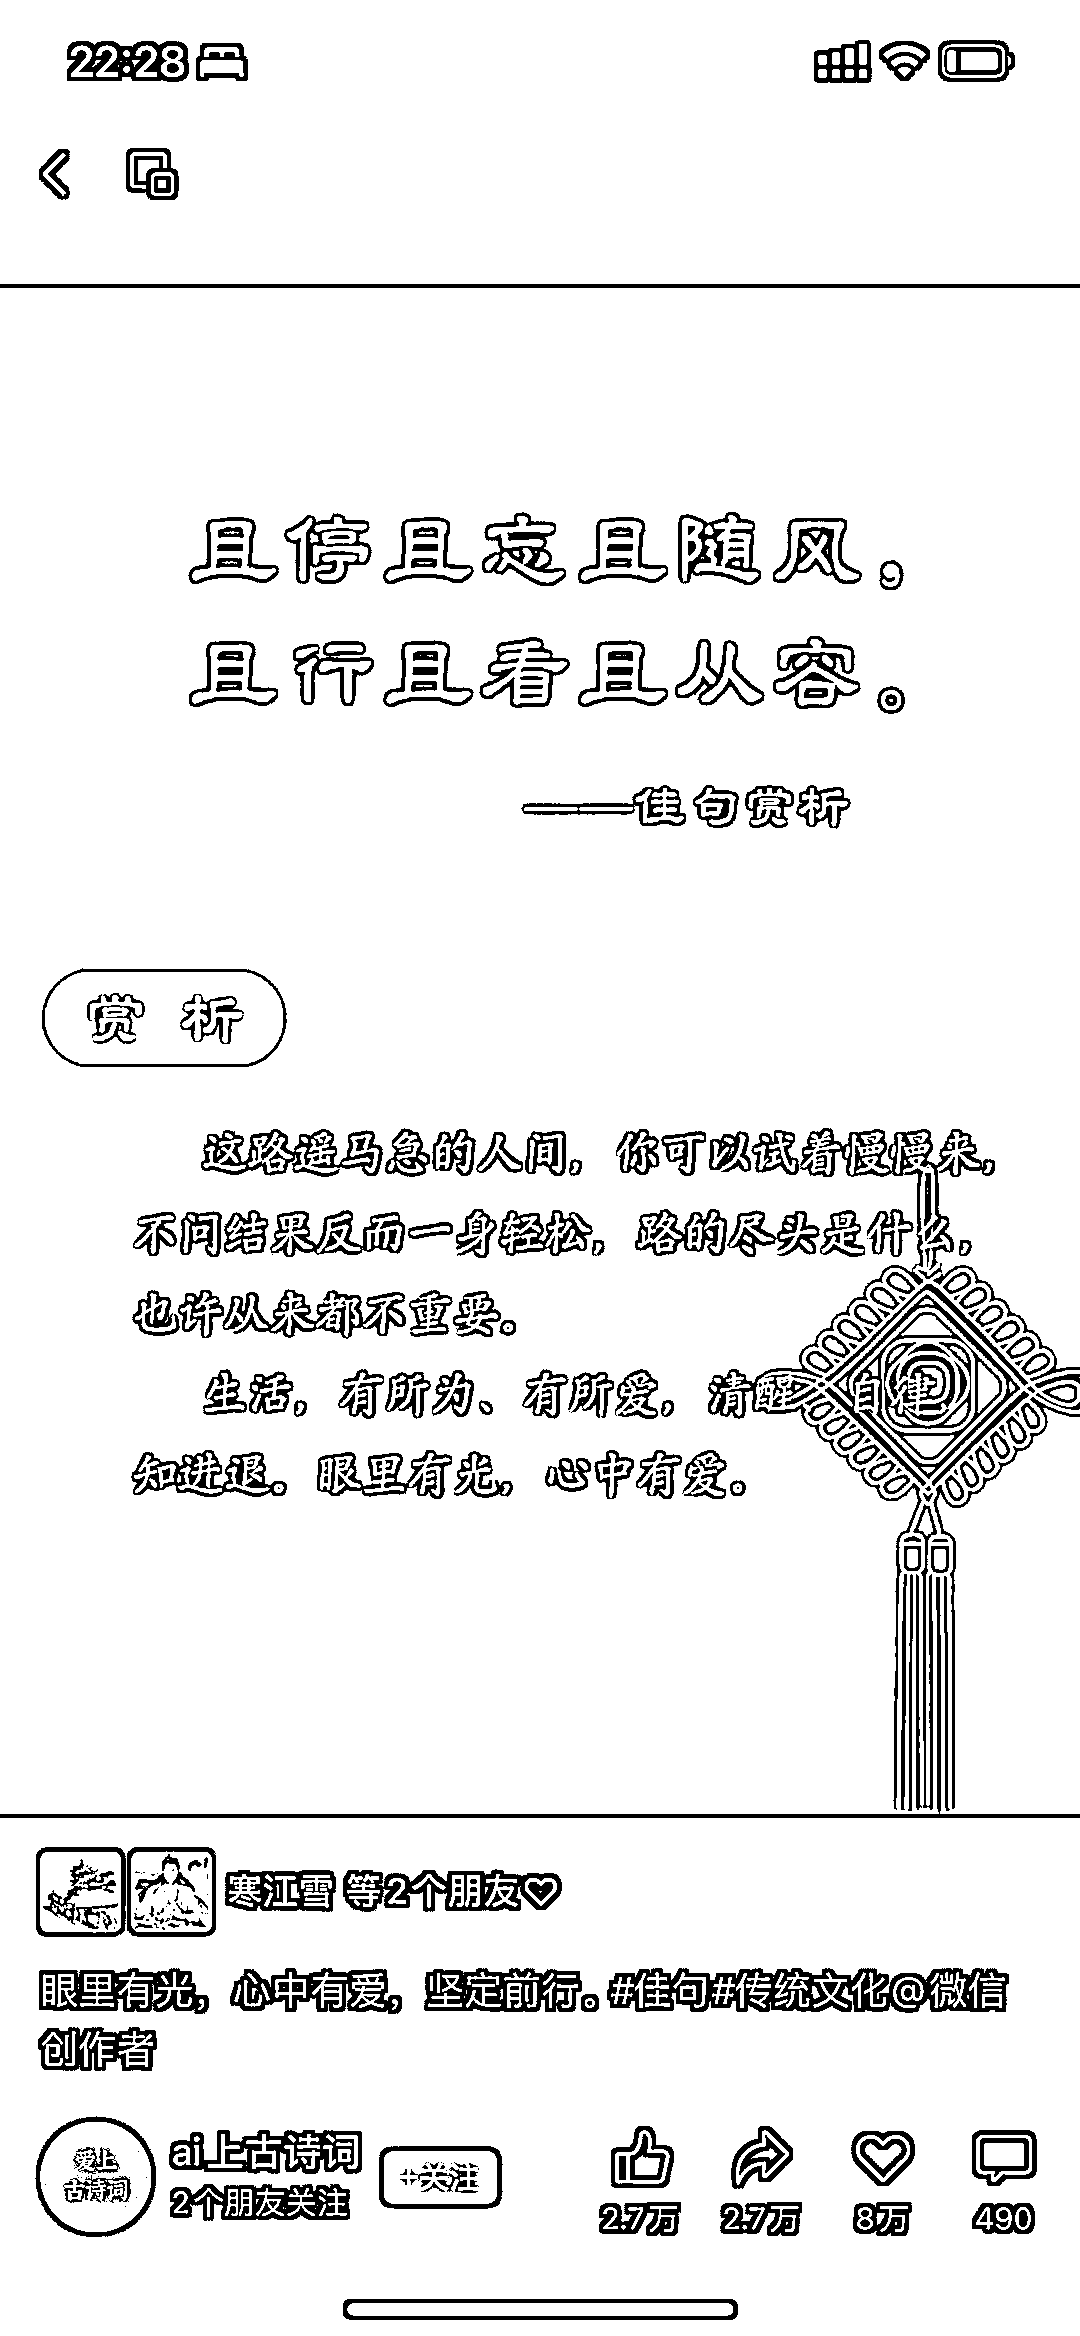 22:28
且停且忘且随风，
且行且看且从容。
——佳句赏析
赏 析
这路遥马急的人间，你可以试着慢慢来，
不问结果反而一身轻松，路的尽头是什么，
也许从来都不重要。
生活，有所为、有所爱，清醒、自律、
知进退。眼里有光，心中有爱。
寒江雪 等2个朋友♡
眼里有光，心中有爱，坚定前行。#佳句#传统文化@微信
创作者
爱上
古诗词
ai上古诗词
2个朋友关注
+关注
2.7万 2.7万 8万 490